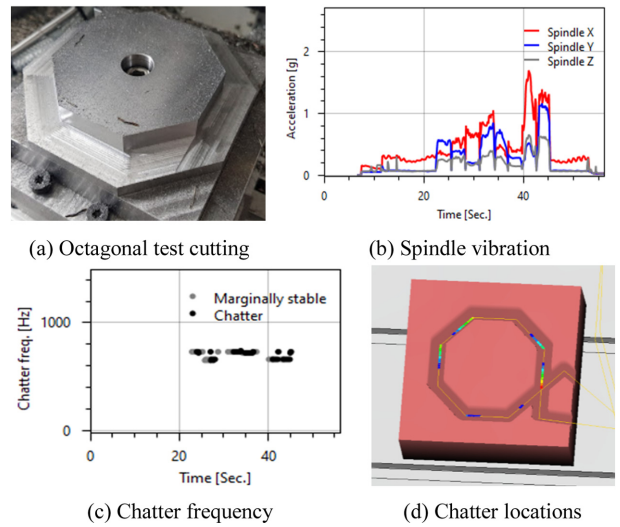 2
1
0
Acceleration [g]
Spindle X
Spindle Y
Spindle Z
0
20
40
Time [Sec.]
(a) Octagonal test cutting
(b) Spindle vibration
1000
0
Chatter freq. [Hz]
Marginally stable
Chatter
0
20
40
Time [Sec.]
(c) Chatter frequency
(d) Chatter locations